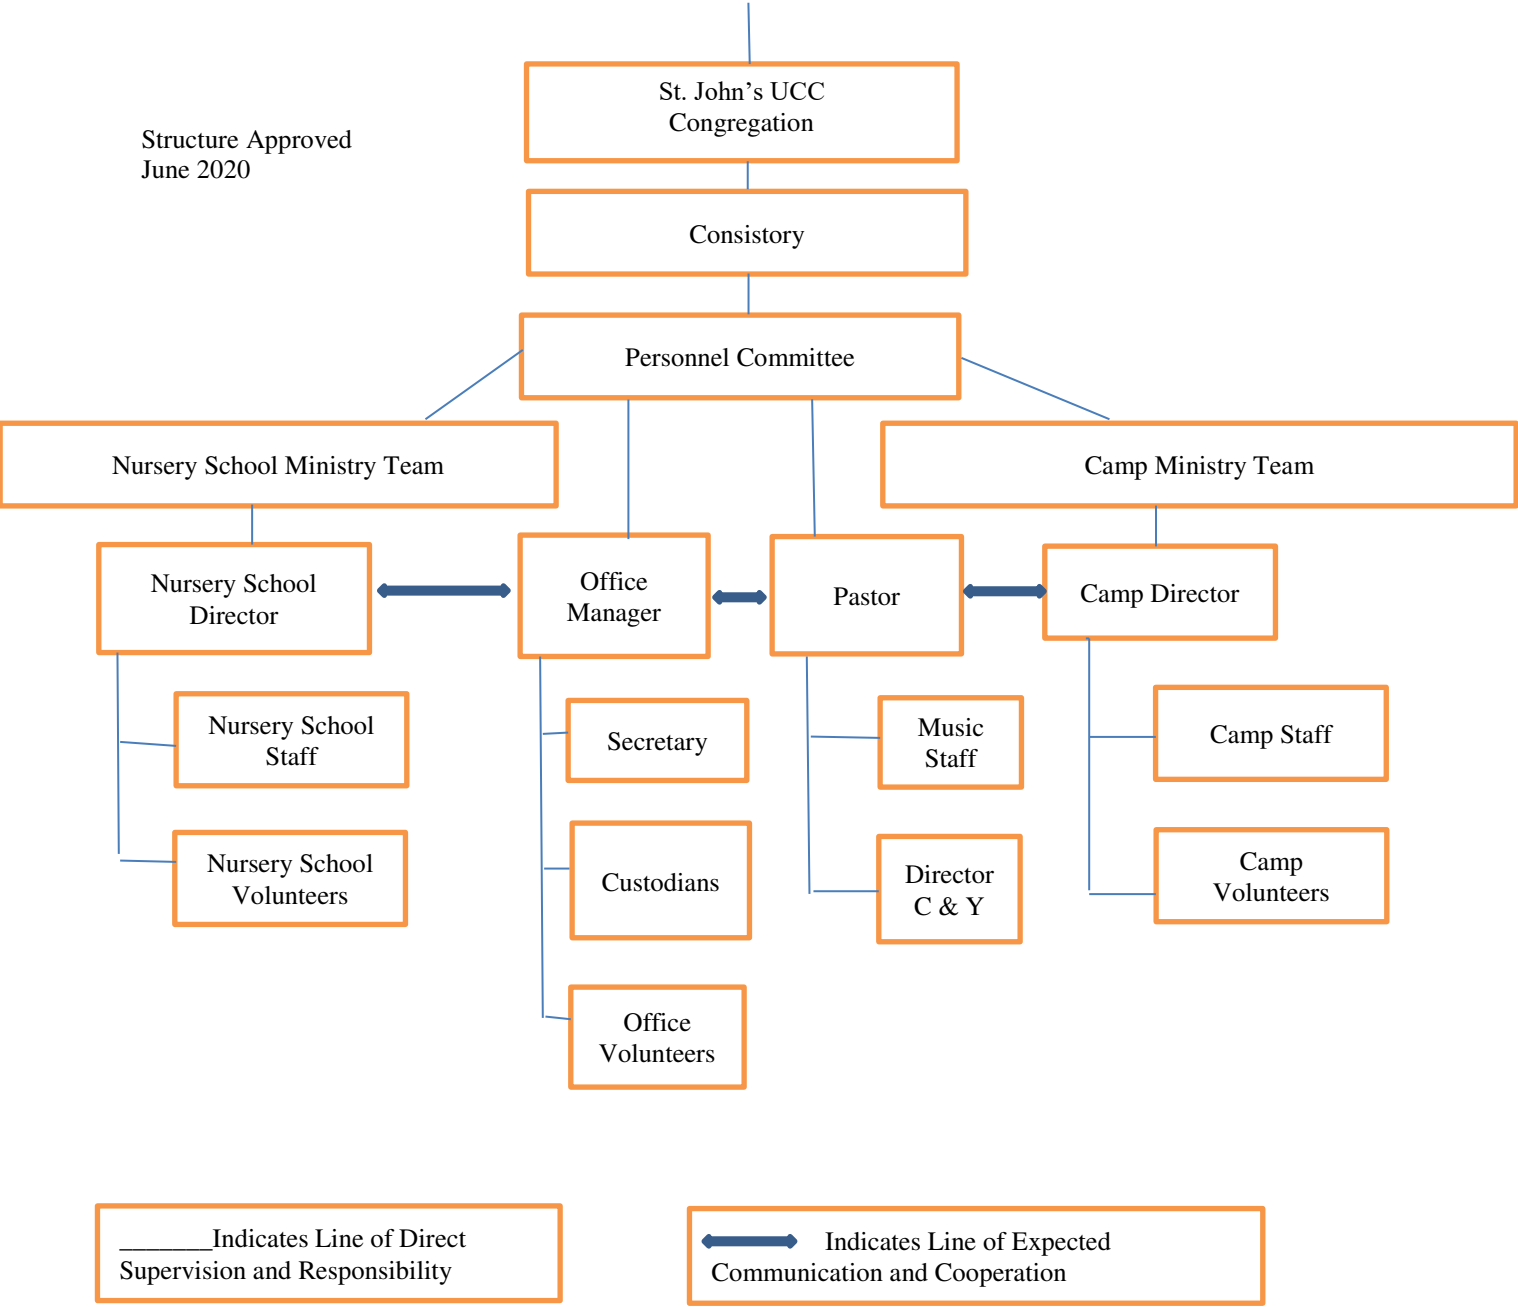 St. John’s UCC
Congregation
Structure Approved
June 2020
Consistory
Personnel Committee
Nursery School Ministry Team
Camp Ministry Team
Nursery School
Director
Office
Manager
Pastor
Camp Director
Nursery School
Staff
Secretary
Music
Staff
Camp Staff
Nursery School
Volunteers
Custodians
Director
C & Y
Camp
Volunteers
Office
Volunteers
_______Indicates Line of Direct
Supervision and Responsibility
Indicates Line of Expected
Communication and Cooperation